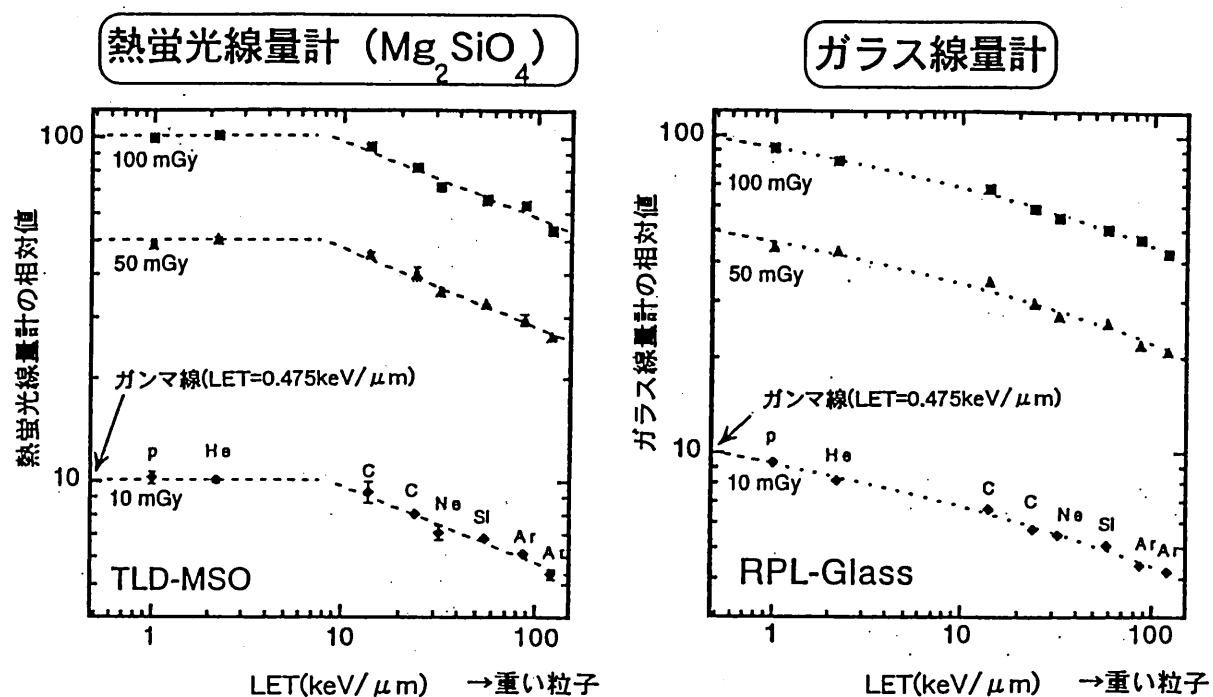 熱蛍光線量計（Mg2SiO4）
熱蛍光線量計の相対値
100
10
100 mGy
50 mGy
ガンマ線(LET=0.475keV/μm)
p
He
10 mGy
C
C
Ne
Si
Ar
Ar
TLD-MSO
1
10
100
LET(keV/μm) →重い粒子
ガラス線量計
ガラス線量計の相対値
100
10
100 mGy
50 mGy
ガンマ線(LET=0.475keV/μm)
p
He
10 mGy
C
C
Ne
Si
Ar
Ar
RPL-Glass
1
10
100
LET(keV/μm) →重い粒子